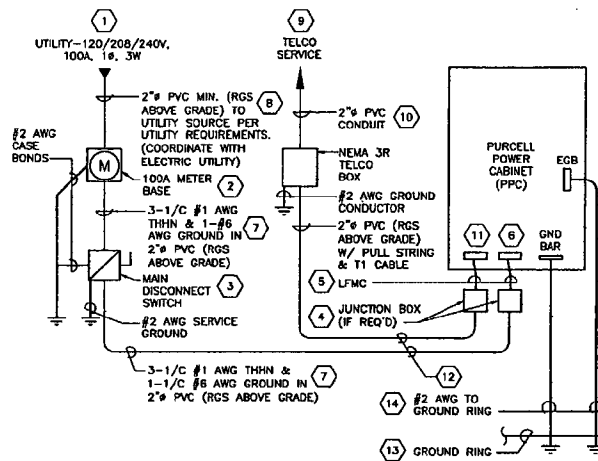 1
UTILITY-120/208/240V,
100A, 1ø, 3W
9
TELCO
SERVICE
2"ø PVC MIN. (RGS
ABOVE GRADE) TO
UTILITY SOURCE PER
UTILITY REQUIREMENTS.
(COORDINATE WITH
ELECTRIC UTILITY)
8
2"ø PVC
CONDUIT
10
#2 AWG
CASE
BONDS
M
100A METER
BASE
2
NEMA 3R
TELCO
BOX
PURCELL
POWER
CABINET
(PPC)
EGB
#2 AWG GROUND
CONDUCTOR
3-1/C #1 AWG
THHN & 1-#6
AWG GROUND IN
2"ø PVC (RGS
ABOVE GRADE)
7
2"ø PVC (RGS
ABOVE GRADE)
W/ PULL STRING
& T1 CABLE
11
6
GND
BAR
MAIN
DISCONNECT
SWITCH
3
5
LFMC
4
JUNCTION BOX
(IF REQ'D)
#2 AWG SERVICE
GROUND
3-1/C #1 AWG THHN &
1-1/C #6 AWG GROUND IN
2"ø PVC (RGS ABOVE GRADE)
7
12
14
#2 AWG TO
GROUND RING
13
GROUND RING